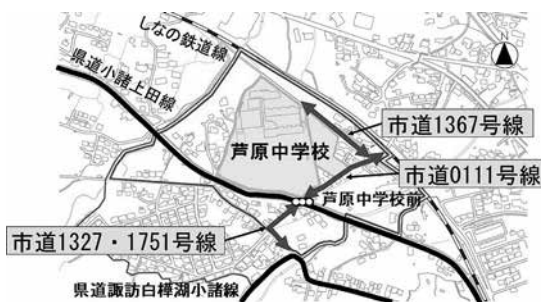 しなの鉄道線
N
県道小諸上田線
市道1367号線
芦原中学校
市道0111号線
芦原中学校前
市道1327・1751号線
県道諏訪白樺湖小諸線